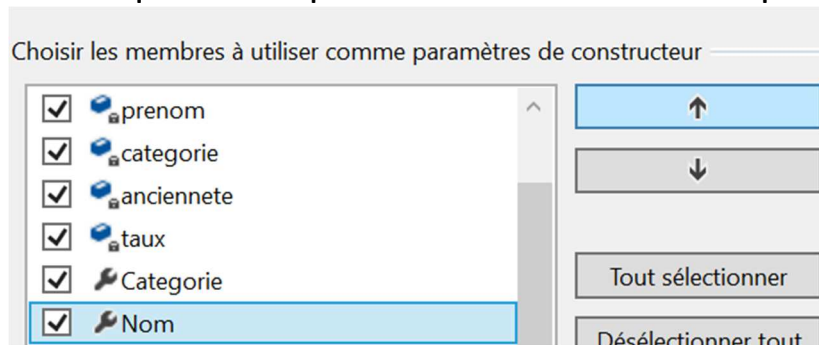 Choisir les membres à utiliser comme paramètres de constructeur
prenom
categorie
anciennete
taux
Categorie
Nom
Tout sélectionner
Désélectionner tout